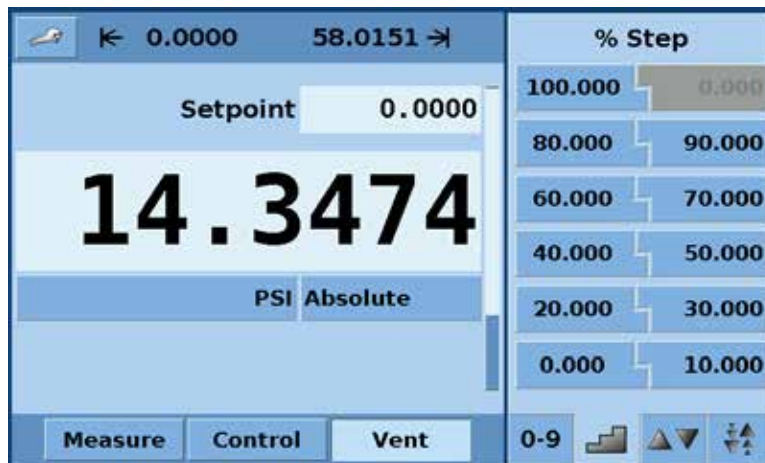 0.0000 58.0151
Setpoint 0.0000
14.3474
PSI Absolute
Measure Control Vent
% Step
100.000 0.000
80.000 90.000
60.000 70.000
40.000 50.000
20.000 30.000
0.000 10.000
0-9